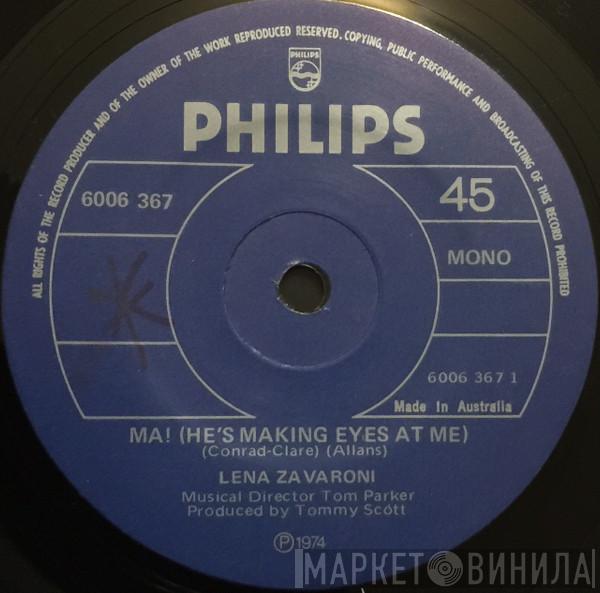 ALL RIGHTS OF THE RECORD PRODUCER AND OF THE OWNER OF THE WORK REPRODUCED RESERVED. COPYING, PUBLIC PERFORMANCE AND BROADCASTING OF THIS RECORD PROHIBITED
PHILIPS
PHILIPS
6006 367
45
MONO
6006 367 1
Made In Australia
MA! (HE'S MAKING EYES AT ME)
(Conrad-Clare) (Allans)
LENA ZAVARONI
Musical Director Tom Parker
Produced by Tommy Scott
Ⓟ1974
МАРКЕТ ВИНИЛА